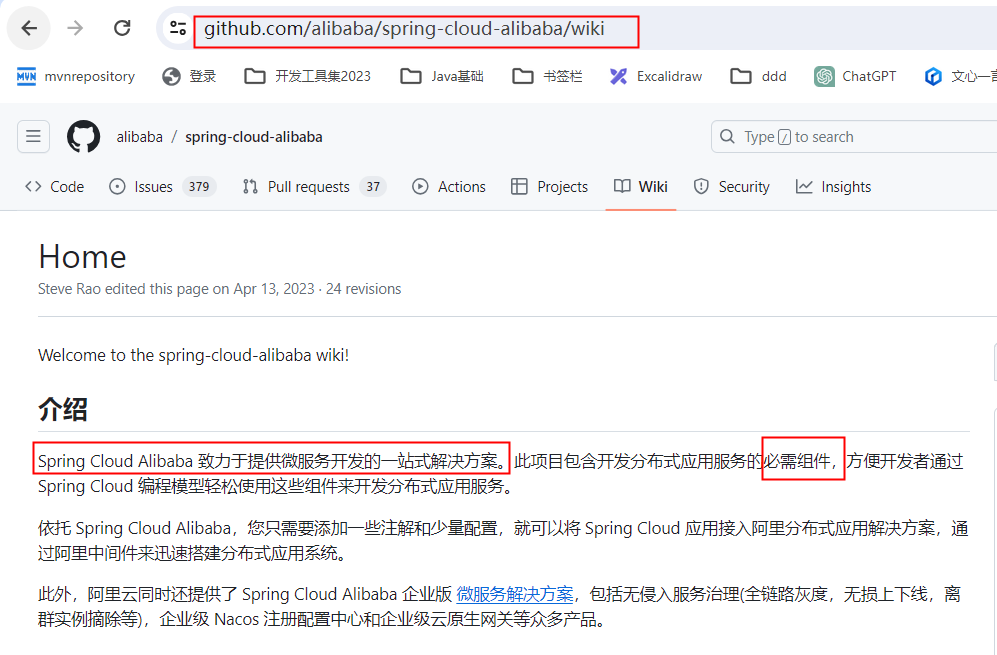 github.com/alibaba/spring-cloud-alibaba/wiki
MVN mvnrepository 登录 开发工具集2023 Java基础 书签栏 Excalidraw ddd ChatGPT 文心一言
alibaba / spring-cloud-alibaba Type / to search
Code Issues 379 Pull requests 37 Actions Projects Wiki Security Insights
Home
Steve Rao edited this page on Apr 13, 2023 · 24 revisions
Welcome to the spring-cloud-alibaba wiki!
介绍
Spring Cloud Alibaba 致力于提供微服务开发的一站式解决方案。此项目包含开发分布式应用服务的必需组件，方便开发者通过
Spring Cloud 编程模型轻松使用这些组件来开发分布式应用服务。
依托 Spring Cloud Alibaba，您只需要添加一些注解和少量配置，就可以将 Spring Cloud 应用接入阿里分布式应用解决方案，通
过阿里中间件来迅速搭建分布式应用系统。
此外，阿里云同时还提供了 Spring Cloud Alibaba 企业版 微服务解决方案，包括无侵入服务治理(全链路灰度，无损上下线，离
群实例摘除等)，企业级 Nacos 注册配置中心和企业级云原生网关等众多产品。